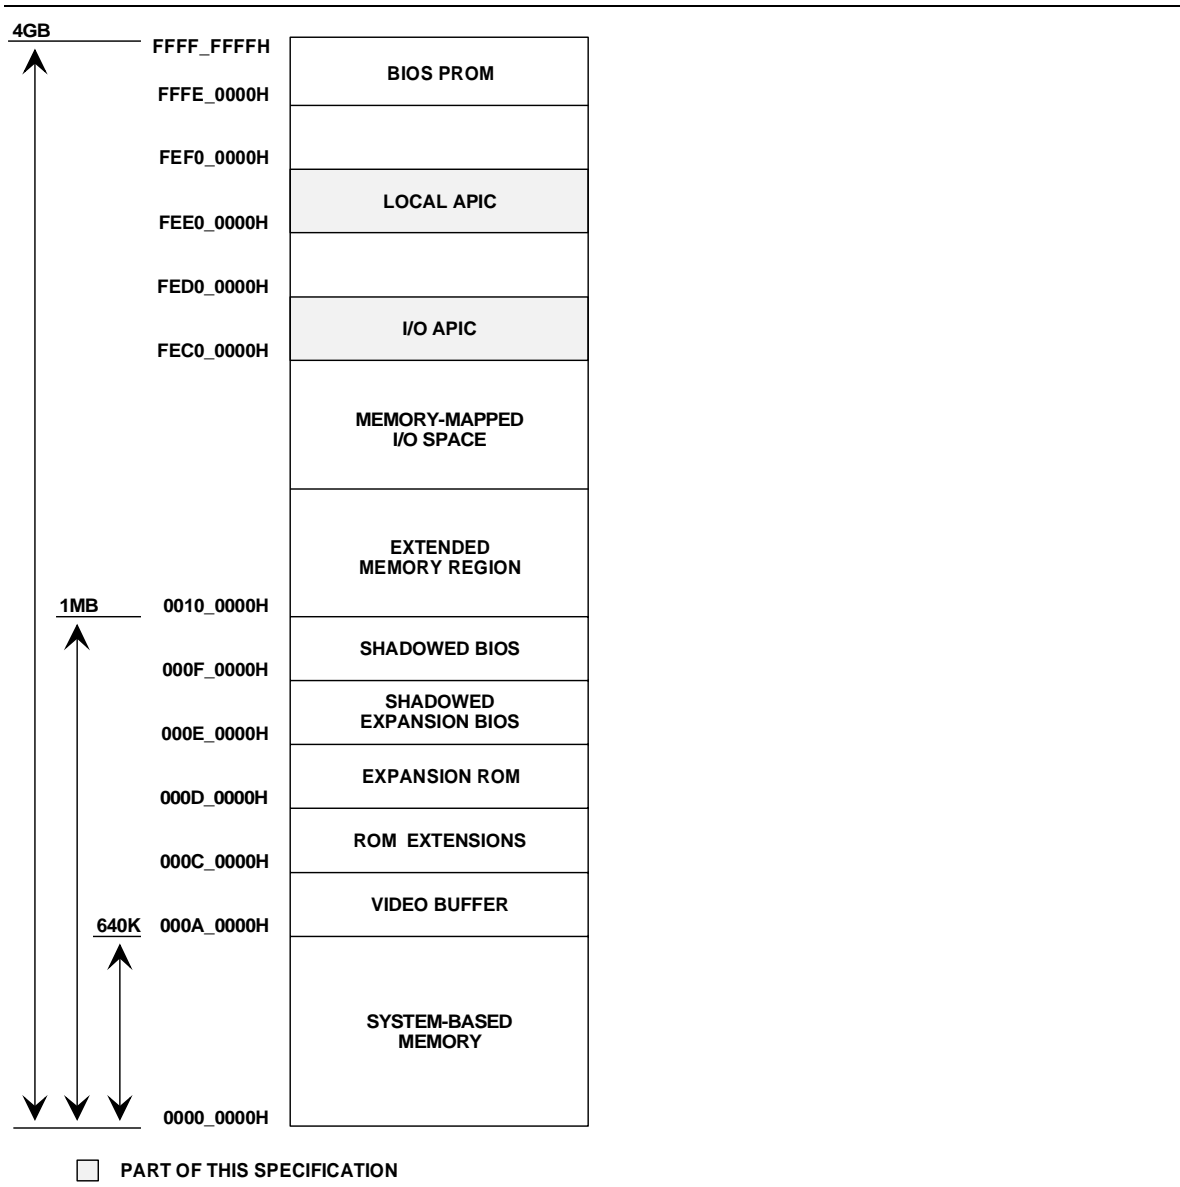 4GB
FFFF_FFFFH
BIOS PROM
FFFE_0000H
FEF0_0000H
LOCAL APIC
FEE0_0000H
FED0_0000H
I/O APIC
FEC0_0000H
MEMORY-MAPPED
I/O SPACE
EXTENDED
MEMORY REGION
1MB
0010_0000H
SHADOWED BIOS
000F_0000H
SHADOWED
EXPANSION BIOS
000E_0000H
EXPANSION ROM
000D_0000H
ROM EXTENSIONS
000C_0000H
VIDEO BUFFER
640K
000A_0000H
SYSTEM-BASED
MEMORY
0000_0000H
PART OF THIS SPECIFICATION